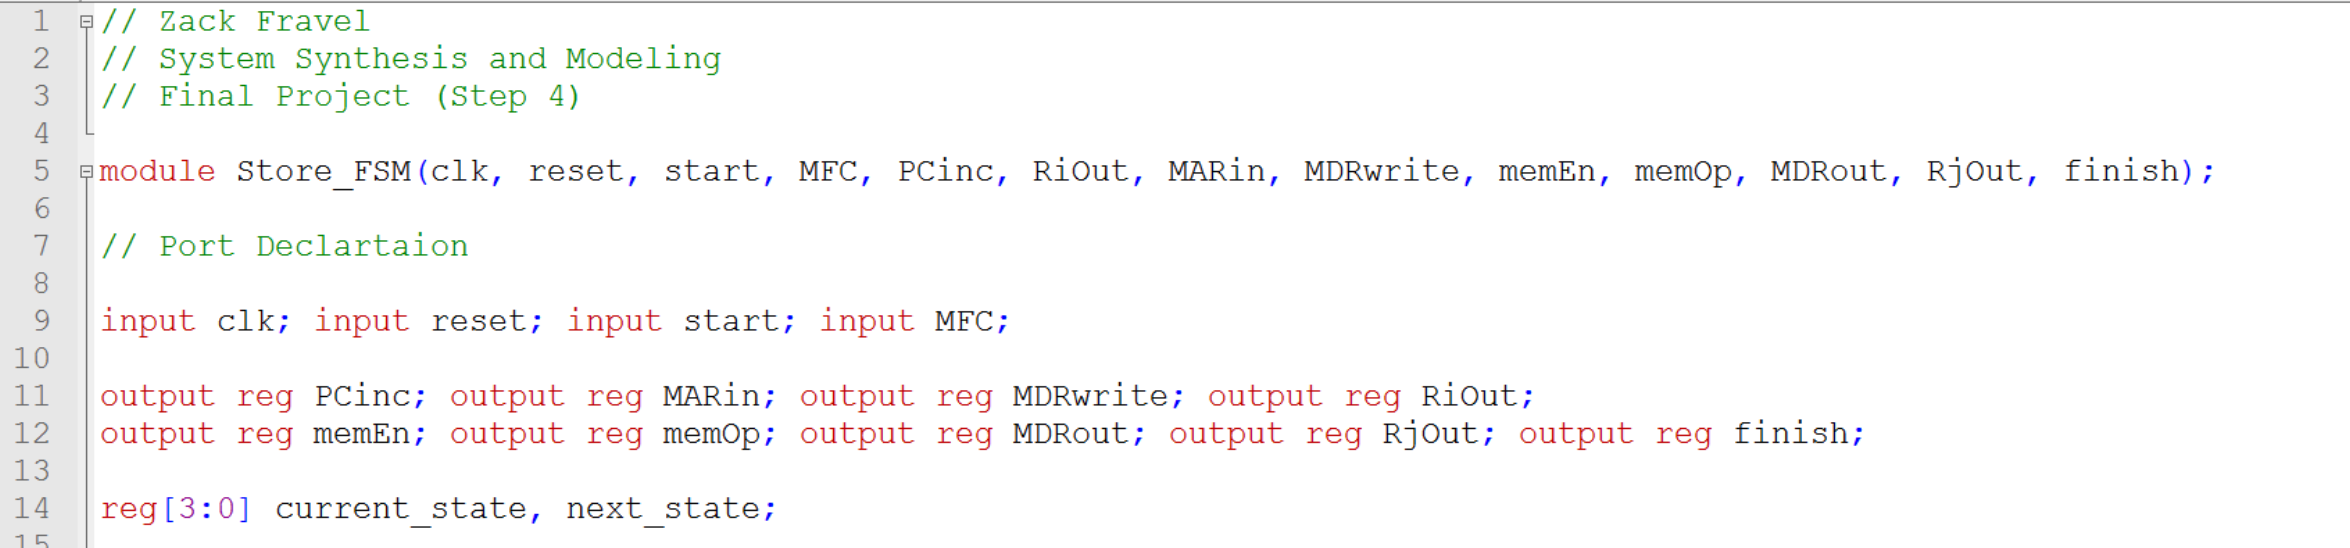 1 // Zack Fravel
2 // System Synthesis and Modeling
3 // Final Project (Step 4)
4
5 module Store_FSM(clk, reset, start, MFC, PCinc, RiOut, MARin, MDRwrite, memEn, memOp, MDRout, RjOut, finish);
6
7 // Port Declartaion
8
9 input clk; input reset; input start; input MFC;
10
11 output reg PCinc; output reg MARin; output reg MDRwrite; output reg RiOut;
12 output reg memEn; output reg memOp; output reg MDRout; output reg RjOut; output reg finish;
13
14 reg[3:0] current_state, next_state;
15